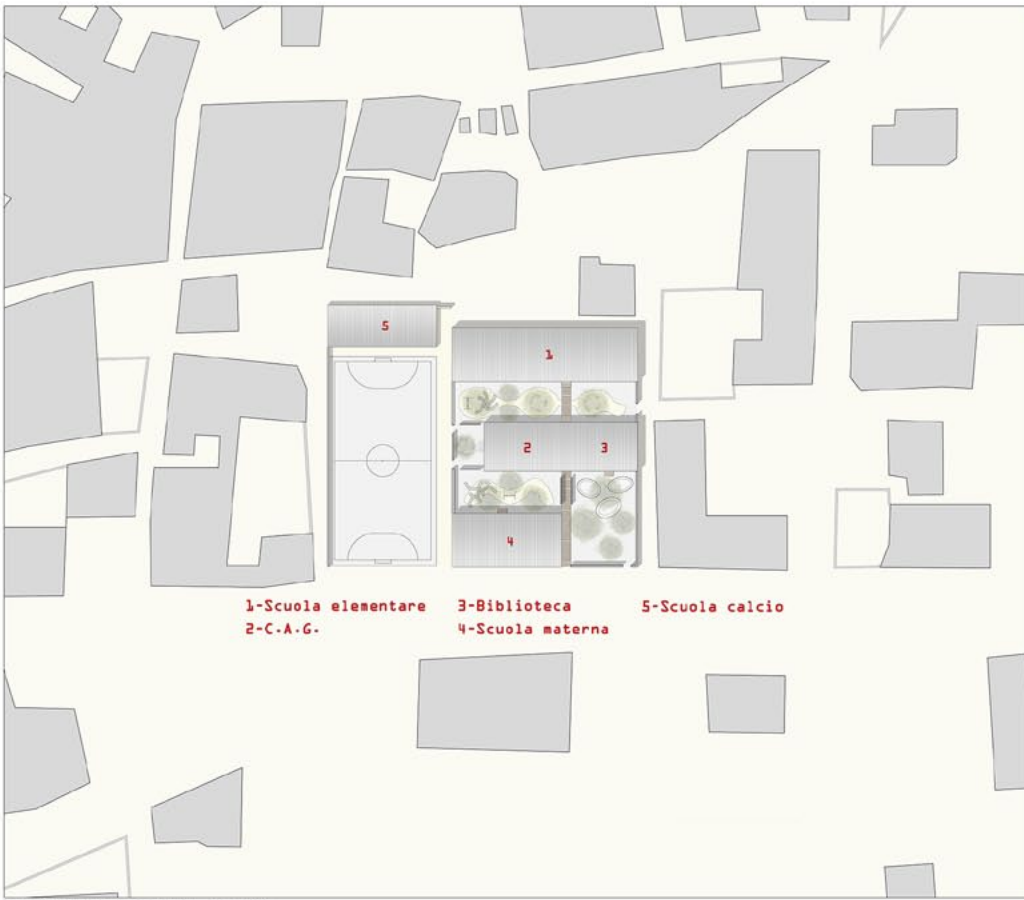 5
1
2
3
4
1-Scuola elementare
2-C.A.G.
3-Biblioteca
4-Scuola materna
5-Scuola calcio